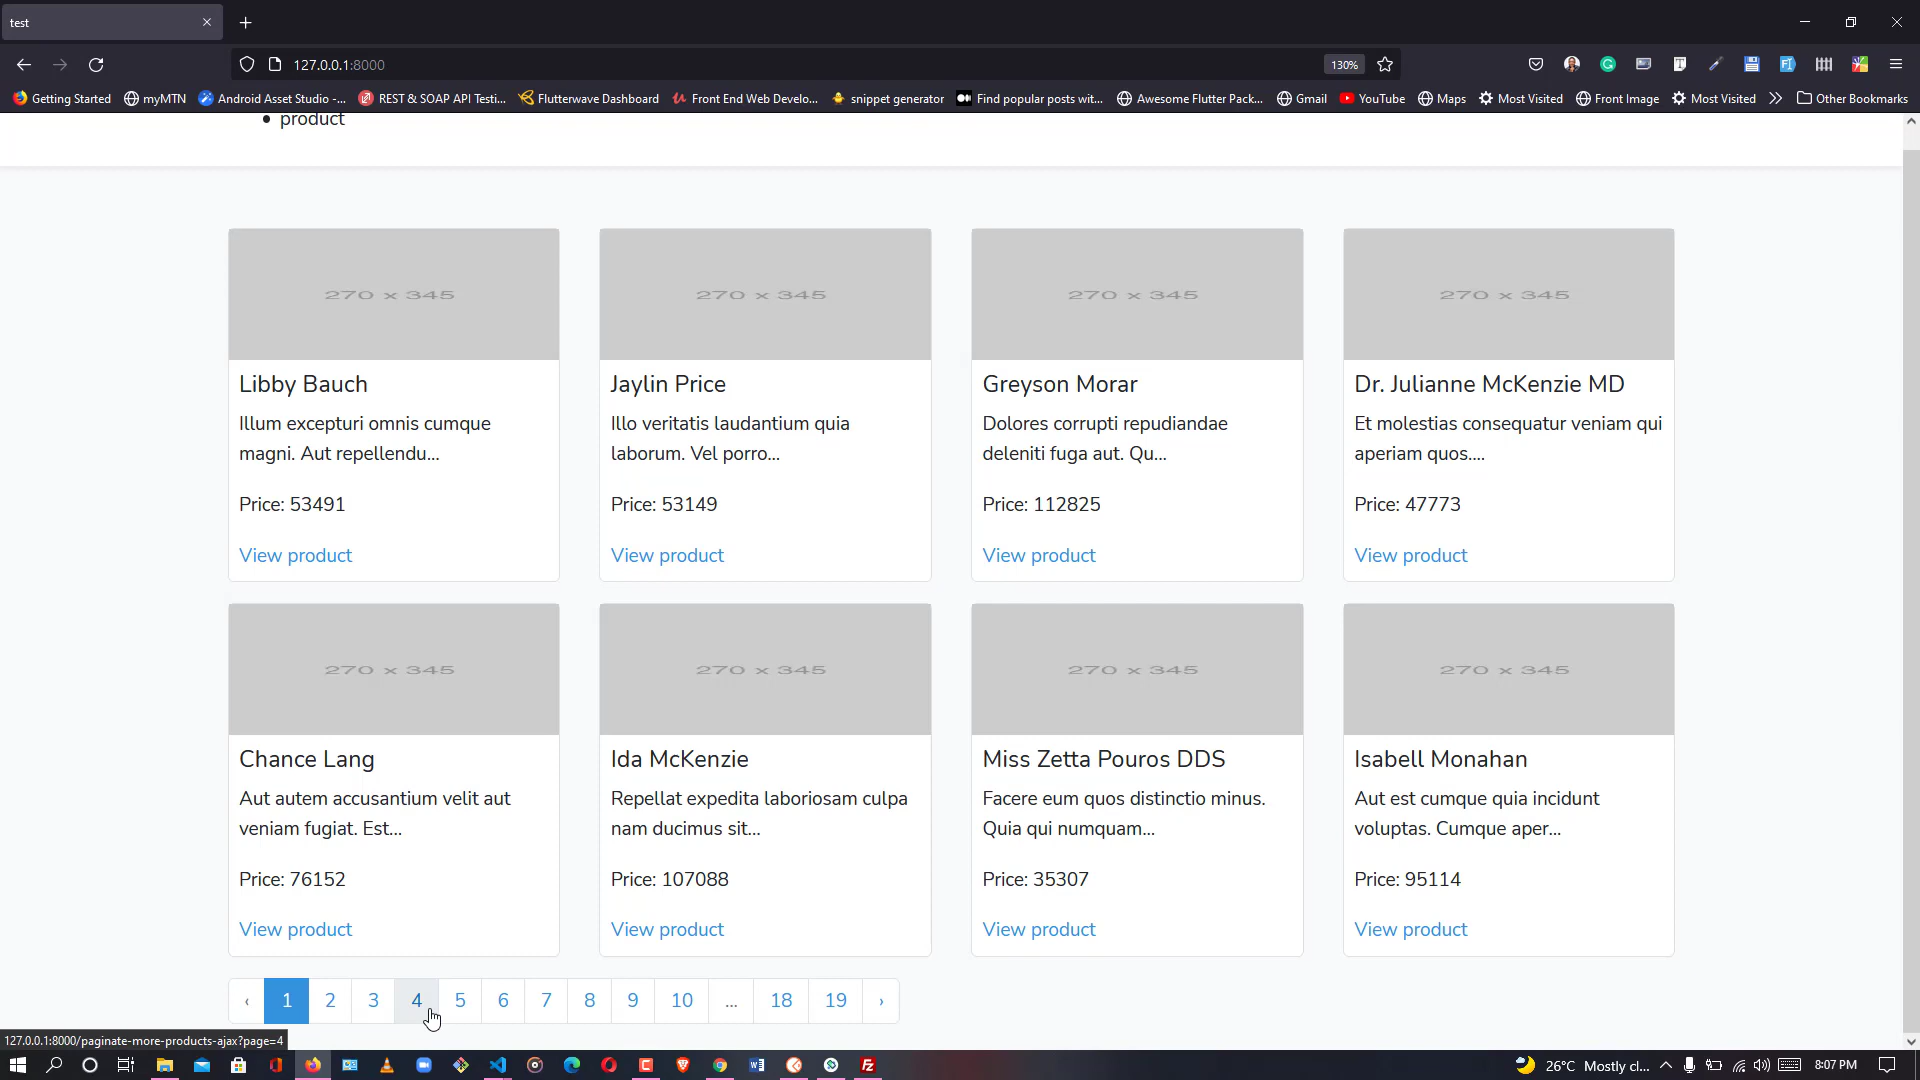 test
127.0.0.1:8000
130%
Getting Started
myMTN
Android Asset Studio -...
REST & SOAP API Testi...
Flutterwave Dashboard
Front End Web Develo...
snippet generator
Find popular posts wit...
Awesome Flutter Pack...
Gmail
YouTube
Maps
Most Visited
Front Image
Most Visited
Other Bookmarks
product
270 x 345
270 x 345
270 x 345
270 x 345
Libby Bauch
Illum excepturi omnis cumque
magni. Aut repellendu...
Price: 53491
View product
Jaylin Price
Illo veritatis laudantium quia
laborum. Vel porro...
Price: 53149
View product
Greyson Morar
Dolores corrupti repudiandae
deleniti fuga aut. Qu...
Price: 112825
View product
Dr. Julianne McKenzie MD
Et molestias consequatur veniam qui
aperiam quos....
Price: 47773
View product
270 x 345
270 x 345
270 x 345
270 x 345
Chance Lang
Aut autem accusantium velit aut
veniam fugiat. Est...
Price: 76152
View product
Ida McKenzie
Repellat expedita laboriosam culpa
nam ducimus sit...
Price: 107088
View product
Miss Zetta Pouros DDS
Facere eum quos distinctio minus.
Quia qui numquam...
Price: 35307
View product
Isabell Monahan
Aut est cumque quia incidunt
voluptas. Cumque aper...
Price: 95114
View product
‹ 1 2 3 4 5 6 7 8 9 10 ... 18 19 ›
127.0.0.1:8000/paginate-more-products-ajax?page=4
26°C Mostly cl...
8:07 PM